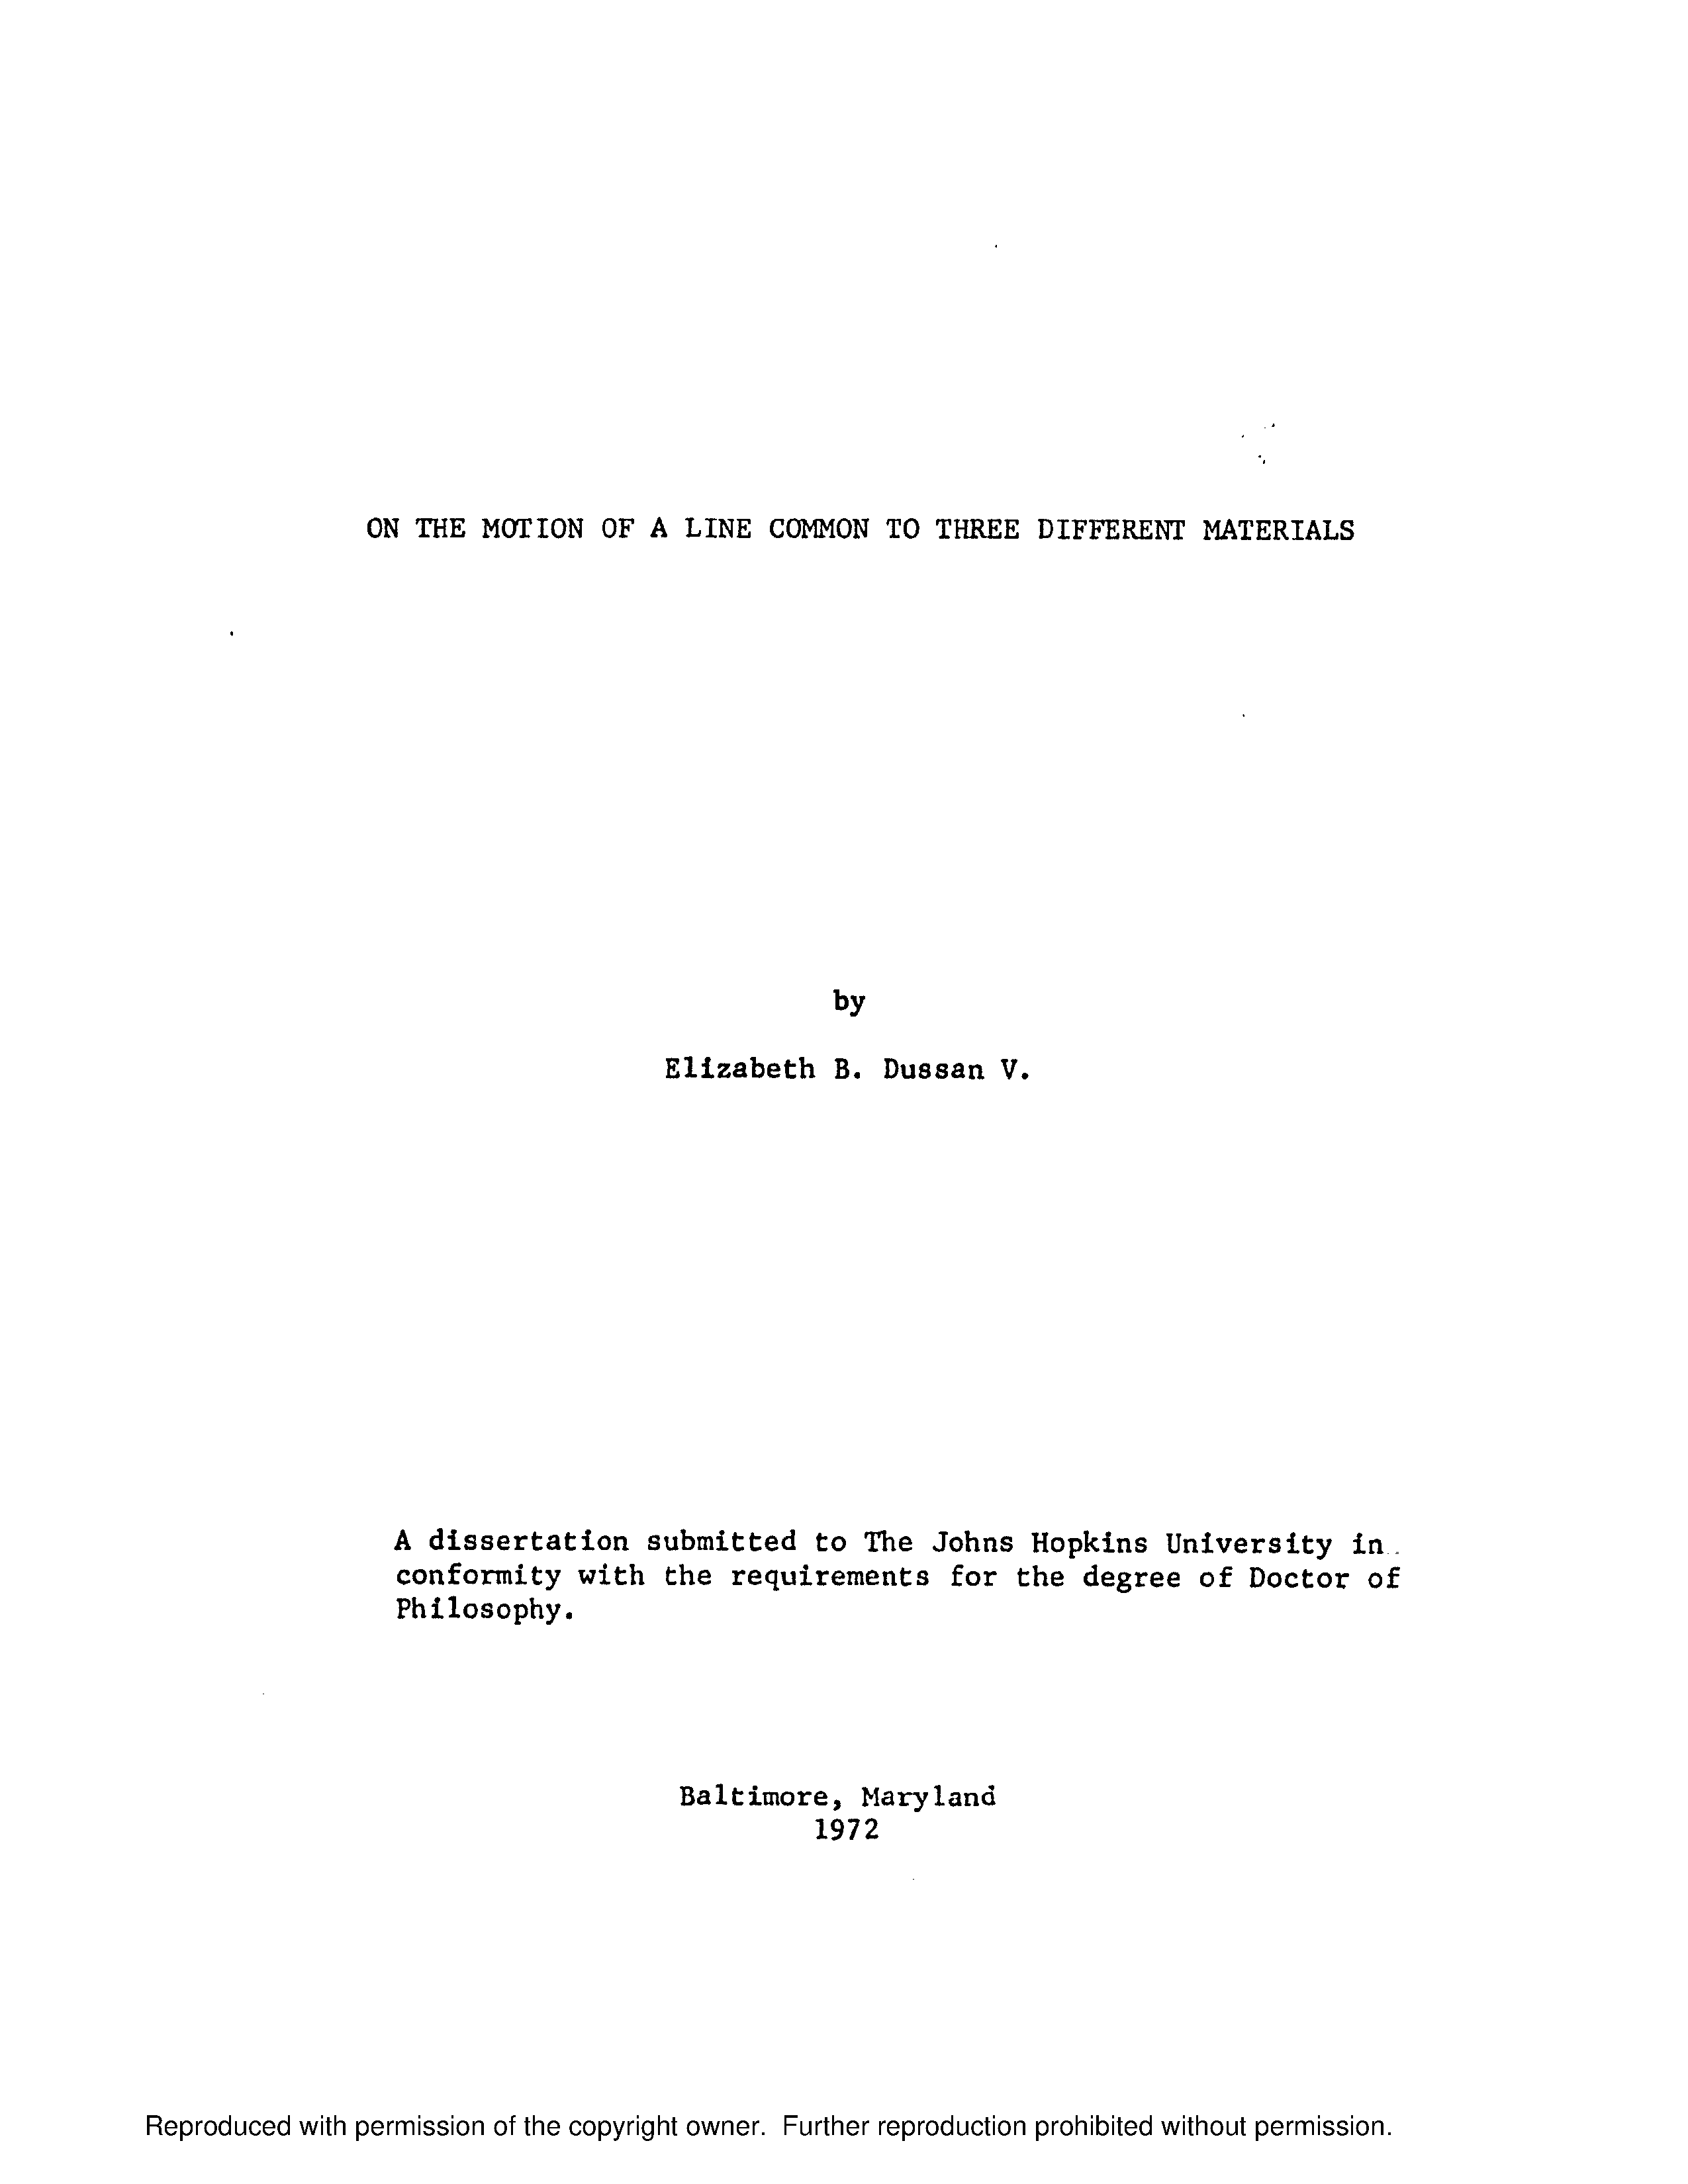 ON THE MOTION OF A LINE COMMON TO THREE DIFFERENT MATERIALS
by
Elizabeth B. Dussan V.
A dissertation submitted to The Johns Hopkins University in
conformity with the requirements for the degree of Doctor of
Philosophy.
Baltimore, Maryland
1972
Reproduced with permission of the copyright owner. Further reproduction prohibited without permission.